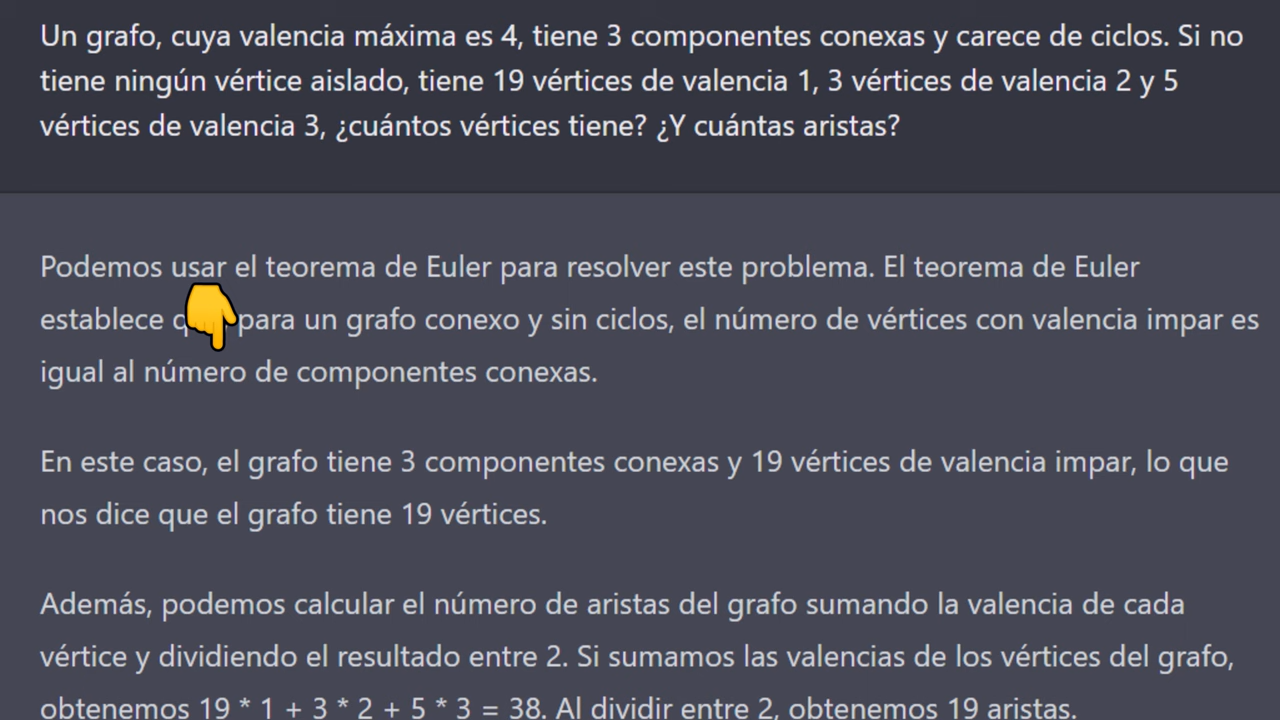 Un grafo, cuya valencia máxima es 4, tiene 3 componentes conexas y carece de ciclos. Si no
tiene ningún vértice aislado, tiene 19 vértices de valencia 1, 3 vértices de valencia 2 y 5
vértices de valencia 3, ¿cuántos vértices tiene? ¿Y cuántas aristas?
Podemos usar el teorema de Euler para resolver este problema. El teorema de Euler
establece para un grafo conexo y sin ciclos, el número de vértices con valencia impar es
igual al número de componentes conexas.
En este caso, el grafo tiene 3 componentes conexas y 19 vértices de valencia impar, lo que
nos dice que el grafo tiene 19 vértices.
Además, podemos calcular el número de aristas del grafo sumando la valencia de cada
vértice y dividiendo el resultado entre 2. Si sumamos las valencias de los vértices del grafo,
obtenemos 19 * 1 + 3 * 2 + 5 * 3 = 38. Al dividir entre 2, obtenemos 19 aristas.